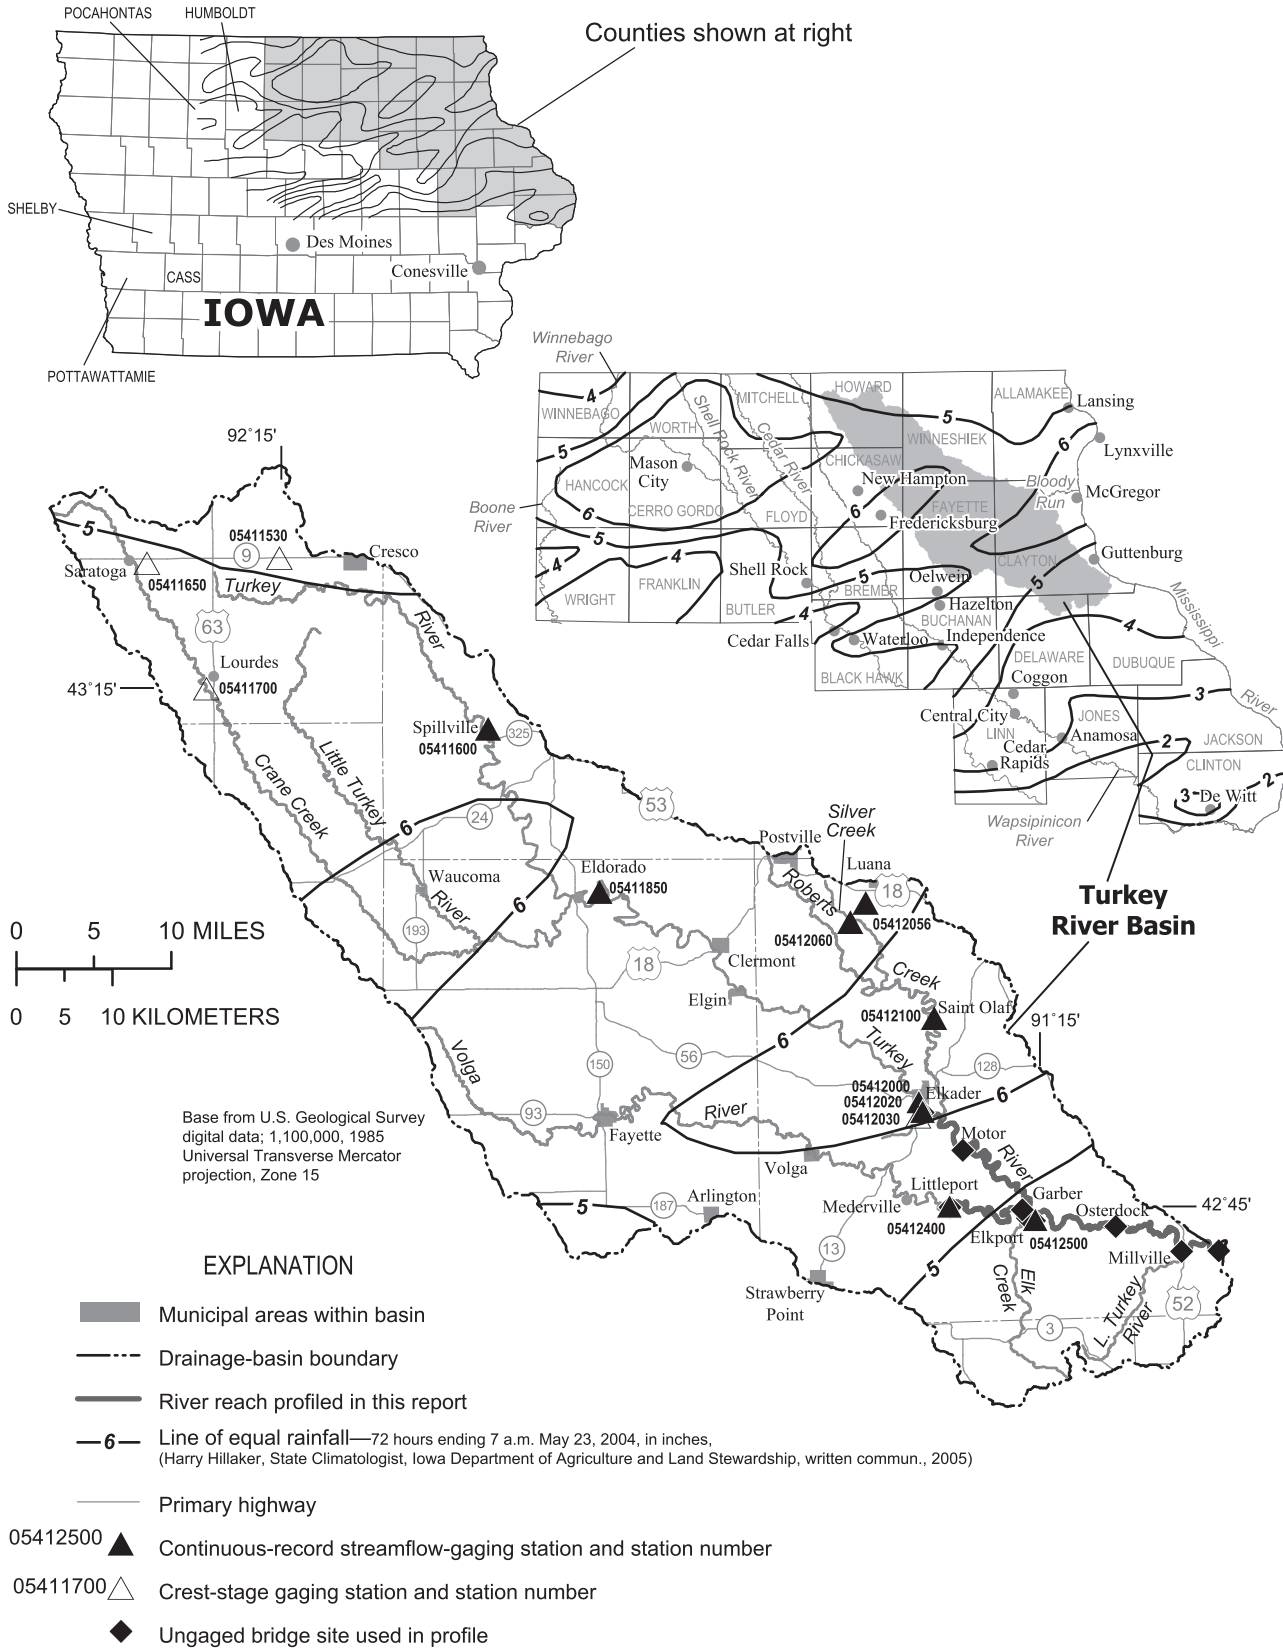 POCAHONTAS
HUMBOLDT
Counties shown at right
SHELBY
Des Moines
Conesville
CASS
IOWA
POTTAWATTAMIE
Winnebago
River
HOWARD
ALLAMAKEE
Lansing
4
WINNEBAGO
MITCHELL
WORTH
5
WINNESHIEK
6
Lynxville
Shell Rock River
Cedar River
5
CHICKASAW
Mason
City
New Hampton
Bloody
Run
McGregor
HANCOCK
FAYETTE
Boone
River
6
CERRO GORDO
FLOYD
6
Fredericksburg
5
4
4
Guttenburg
CLAYTON
Shell Rock
5
Oelwein
5
FRANKLIN
BREMER
WRIGHT
BUTLER
4
Hazelton
BUCHANAN
4
Mississippi
Cedar Falls
Waterloo
Independence
DELAWARE
DUBUQUE
BLACK HAWK
Coggon
3
River
Central City
JONES
LINN
Anamosa
2
JACKSON
Cedar
Rapids
CLINTON
2
3
De Witt
Wapsipinicon
River
92°15'
5
05411530
9
Cresco
Saratoga
05411650
Turkey
River
63
Lourdes
43°15'
05411700
Spillville
05411600
325
Crane Creek
Little Turkey
River
6
24
53
Silver
Creek
Postville
Luana
Waucoma
Eldorado
05411850
6
Roberts
Creek
18
05412056
05412060
Turkey
River Basin
193
18
Clermont
Elgin
05412100
Saint Olaf
91°15'
6
Turkey
River
Volga
River
150
56
128
05412000
05412020
05412030
Elkader
6
93
Fayette
Motor
Volga
Littleport
Garber
42°45'
5
187
Arlington
Mederville
05412400
Elkport
05412500
Osterdock
13
5
Millville
Strawberry
Point
Elk
Creek
L. Turkey
River
52
3
0 5 10 MILES
0 5 10 KILOMETERS
Base from U.S. Geological Survey
digital data; 1,100,000, 1985
Universal Transverse Mercator
projection, Zone 15
EXPLANATION
Municipal areas within basin
Drainage-basin boundary
River reach profiled in this report
6 Line of equal rainfall—72 hours ending 7 a.m. May 23, 2004, in inches,
(Harry Hillaker, State Climatologist, Iowa Department of Agriculture and Land Stewardship, written commun., 2005)
Primary highway
05412500 Continuous-record streamflow-gaging station and station number
05411700 Crest-stage gaging station and station number
Ungaged bridge site used in profile